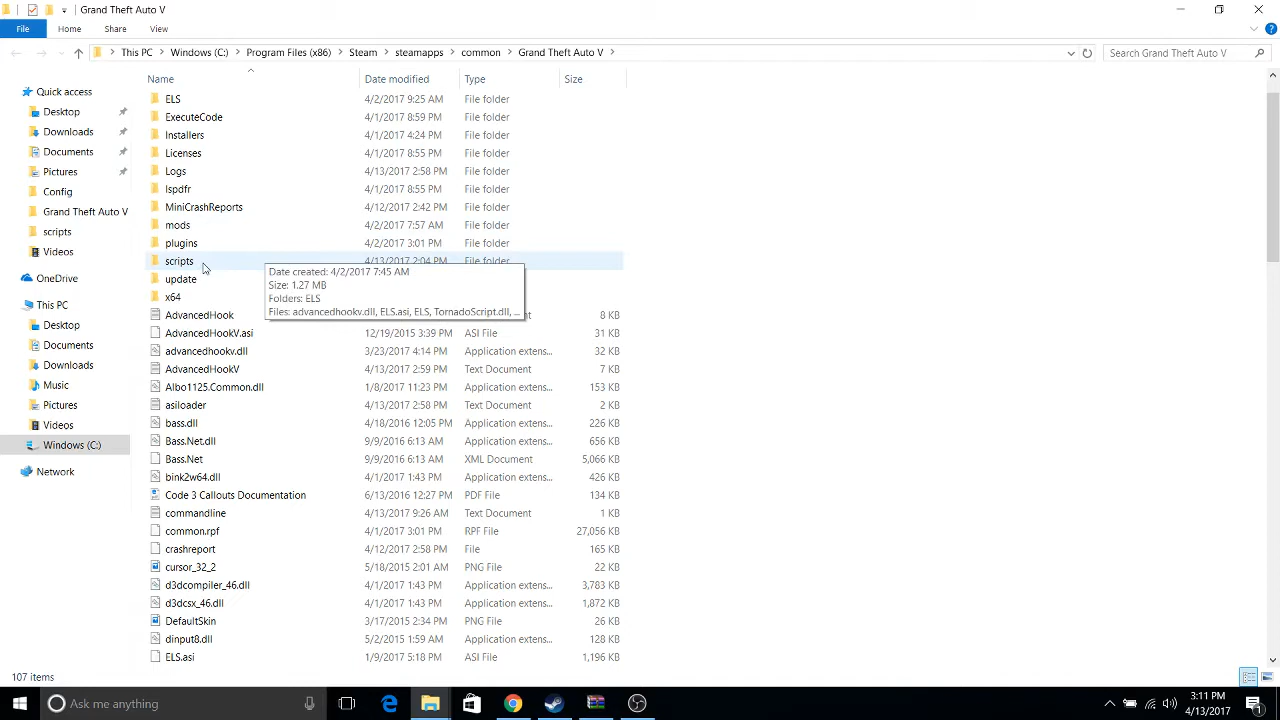 Grand Theft Auto V
File Home Share View
This PC Windows (C:) Program Files (x86) Steam steamapps common Grand Theft Auto V Search Grand Theft Auto V
Name Date modified Type Size
Quick access
Desktop
Downloads
Documents
Pictures
Config
Grand Theft Auto V
scripts
Videos
OneDrive
This PC
Desktop
Documents
Downloads
Music
Pictures
Videos
Windows (C:)
Network
ELS 4/2/2017 9:25 AM File folder
ExecuteCode 4/1/2017 8:59 PM File folder
Installers 4/1/2017 4:24 PM File folder
Licenses 4/1/2017 8:55 PM File folder
Logs 4/13/2017 2:58 PM File folder
lspdfr 4/1/2017 8:55 PM File folder
MiniCrashReports 4/12/2017 2:42 PM File folder
mods 4/2/2017 7:57 AM File folder
plugins 4/2/2017 3:01 PM File folder
scripts 4/13/2017 2:04 PM File folder
update
x64
Date created: 4/2/2017 7:45 AM
Size: 1.27 MB
Folders: ELS
Files: advancedhookv.dll, ELS.asi, ELS, TornadoScript.dll, ...
AdvancedHook 8 KB
AdvancedHookV.asi 12/19/2015 3:39 PM ASI File 31 KB
advancedhookv.dll 3/23/2017 4:14 PM Application extens... 32 KB
AdvancedHookV 4/13/2017 2:59 PM Text Document 7 KB
Albo1125.Common.dll 1/8/2017 11:23 PM Application extens... 153 KB
asiloader 4/13/2017 2:58 PM Text Document 2 KB
bass.dll 4/18/2016 12:05 PM Application extens... 226 KB
Bass.Net.dll 9/9/2016 6:13 AM Application extens... 656 KB
Bass.Net 9/9/2016 6:13 AM XML Document 5,066 KB
bink2w64.dll 4/1/2017 1:43 PM Application extens... 426 KB
Code 3 Callouts Documentation 6/13/2016 12:27 PM PDF File 134 KB
commandline 4/13/2017 9:26 AM Text Document 1 KB
common.rpf 4/1/2017 3:01 PM RPF File 27,056 KB
crashreport 4/12/2017 2:58 PM File 165 KB
cursor_32_2 5/18/2015 2:01 AM PNG File 22 KB
d3dcompiler_46.dll 4/1/2017 1:43 PM Application extens... 3,783 KB
d3dcsx_46.dll 4/1/2017 1:43 PM Application extens... 1,872 KB
DefaultSkin 3/17/2015 2:34 PM PNG File 26 KB
dinput8.dll 5/2/2015 1:59 AM Application extens... 128 KB
ELS.asi 1/9/2017 5:18 PM ASI File 1,196 KB
107 items
Ask me anything
3:11 PM
4/13/2017